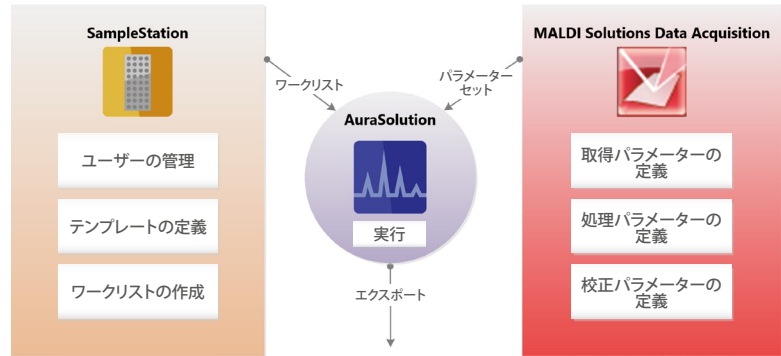 SampleStation
ユーザーの管理
テンプレートの定義
ワークリストの作成
ワークリスト
パラメーター
セット
AuraSolution
実行
エクスポート
MALDI Solutions Data Acquisition
取得パラメーターの
定義
処理パラメーターの
定義
校正パラメーターの
定義